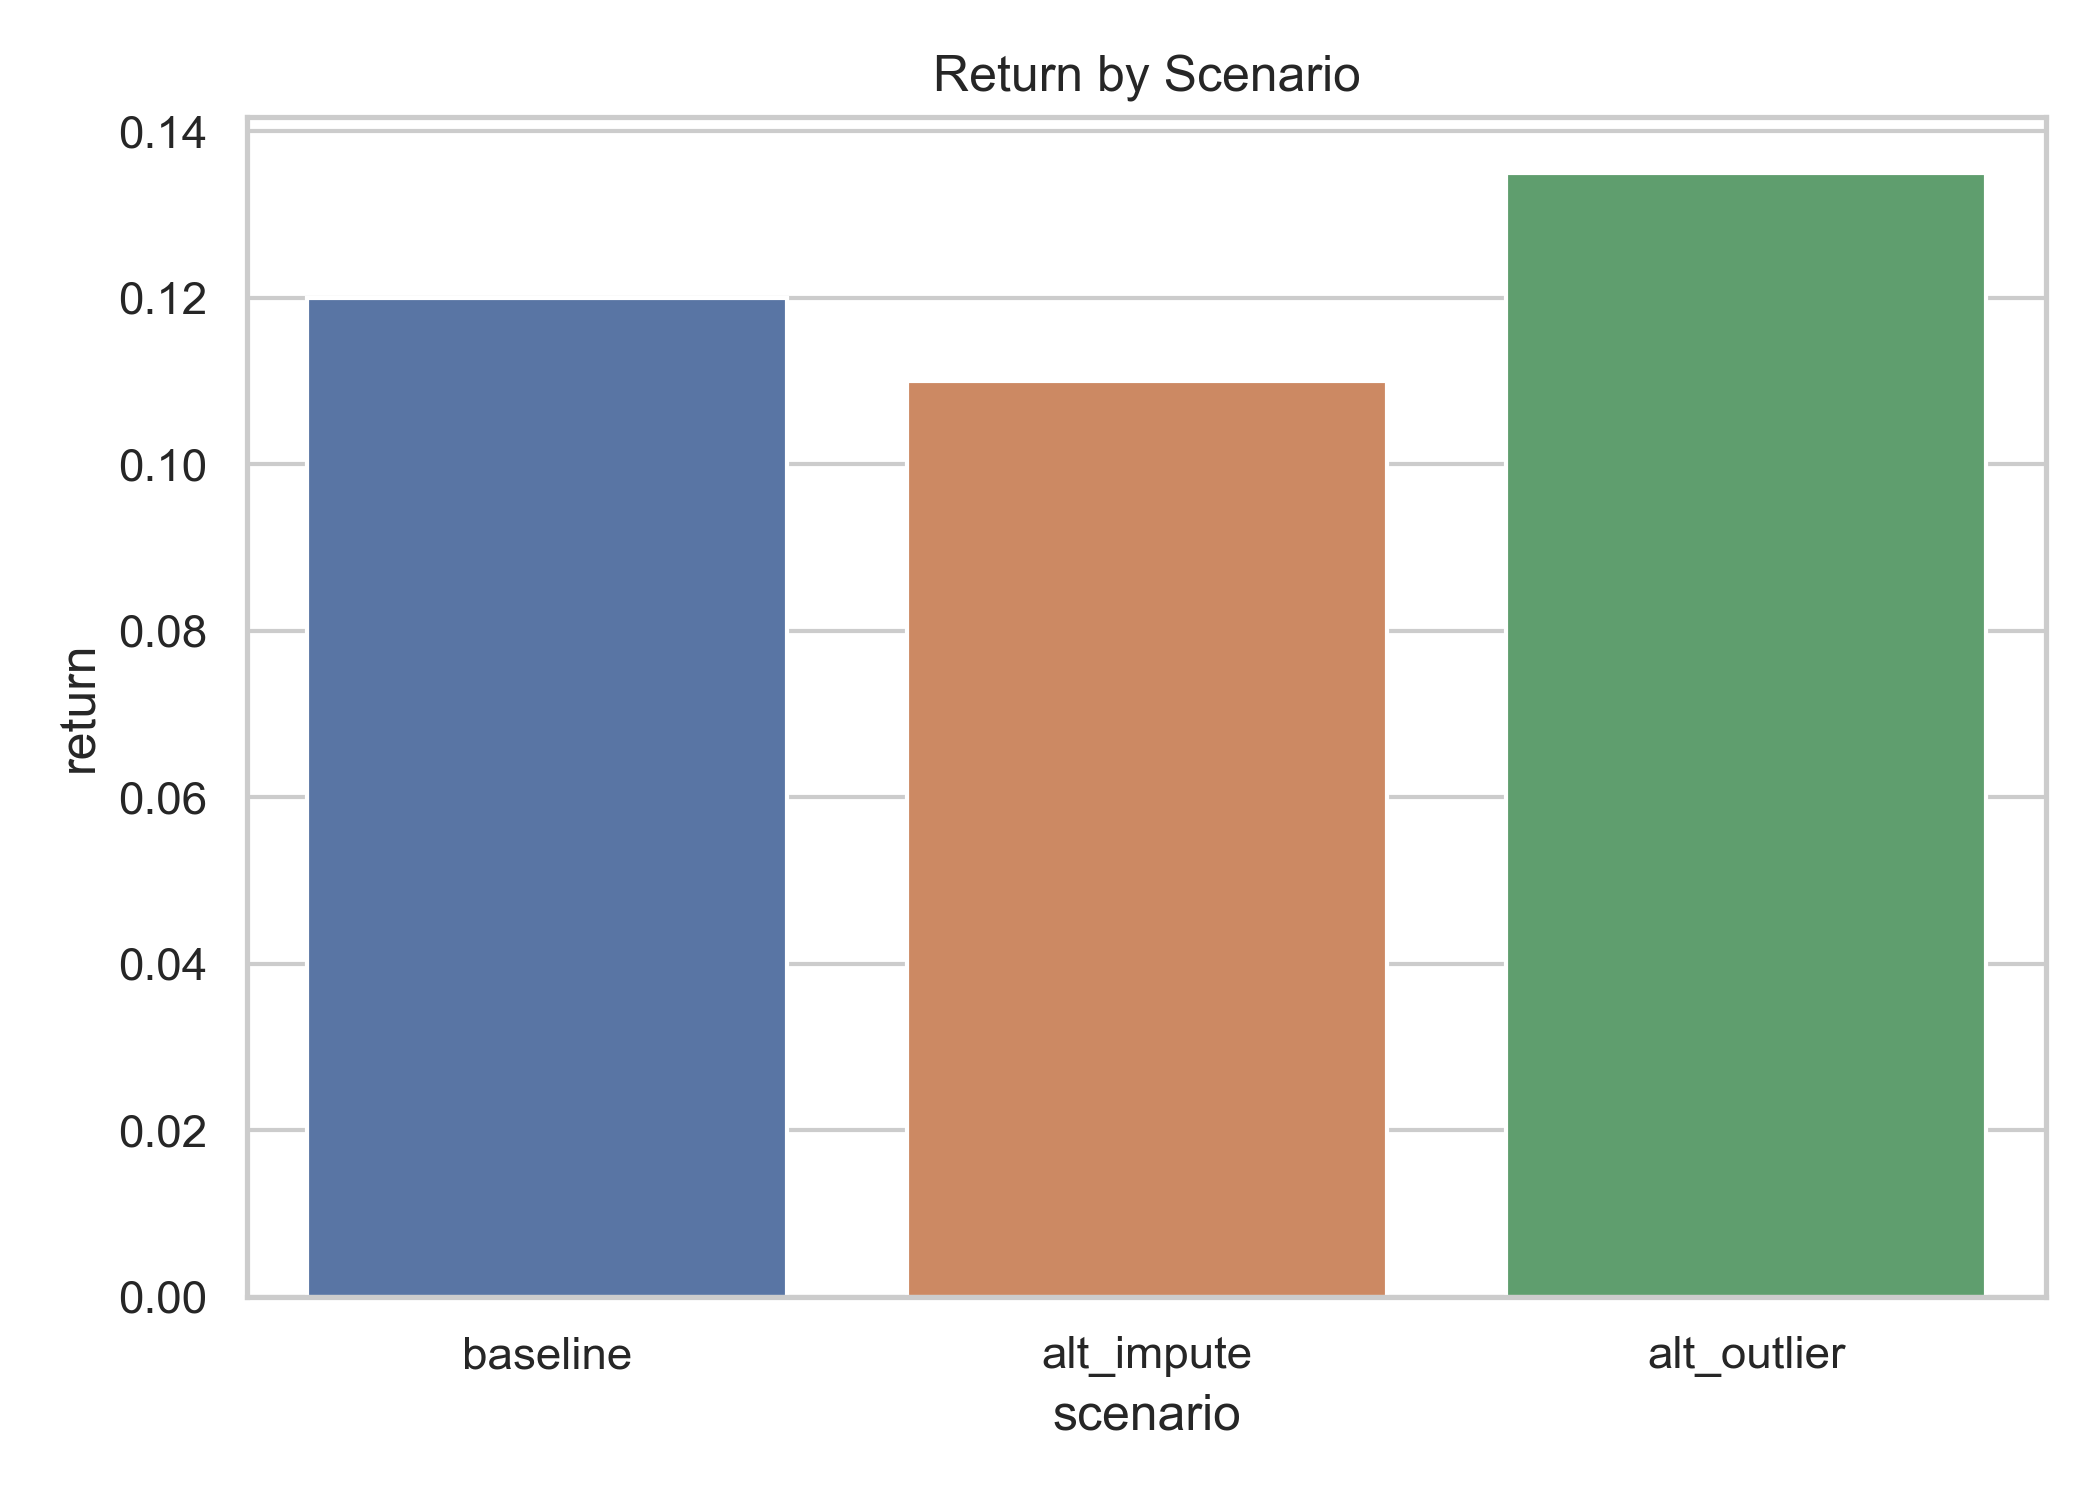 Return by Scenario
0.14
0.12
0.10
0.08
0.06
0.04
0.02
0.00
return
baseline
alt_impute
alt_outlier
scenario